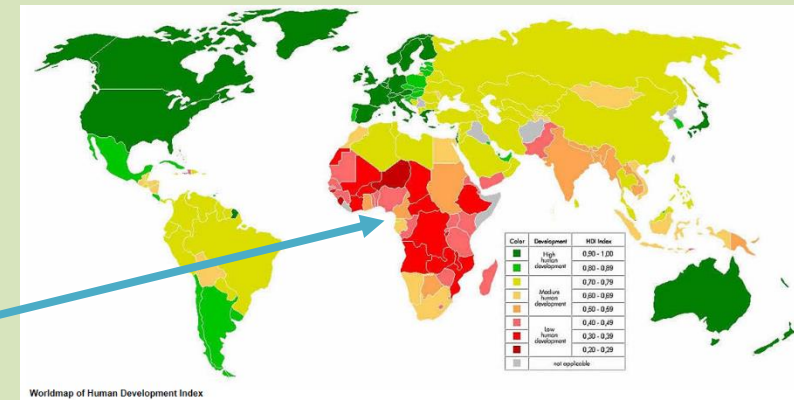 Color Development HDI Index
High human development
0,90 - 1,00
0,80 - 0,89
Medium human development
0,70 - 0,79
0,60 - 0,69
0,50 - 0,59
Low human development
0,40 - 0,49
0,30 - 0,39
0,20 - 0,29
not applicable
Worldmap of Human Development Index